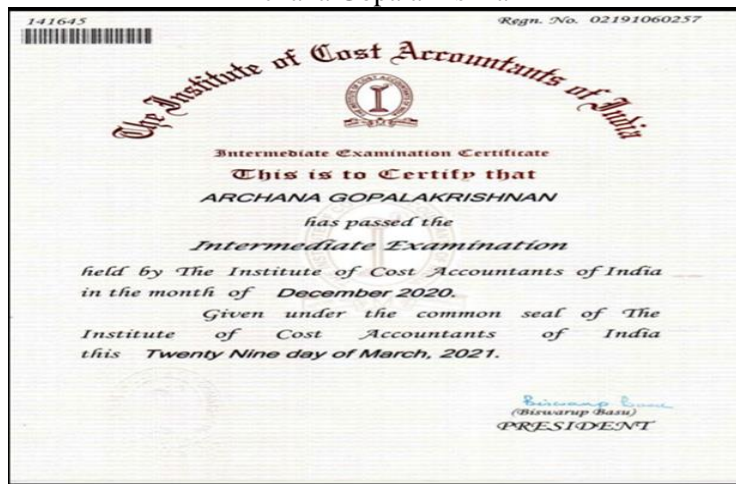 141645
Regn. No. 02191060257
The Institute of Cost Accountants of India
Intermediate Examination Certificate
This is to Certify that
ARCHANA GOPALAKRISHNAN
has passed the
Intermediate Examination
held by The Institute of Cost Accountants of India
in the month of December 2020.
Given under the common seal of The
Institute of Cost Accountants of India
this Twenty Nine day of March, 2021.
(Biswarup Basu)
PRESIDENT